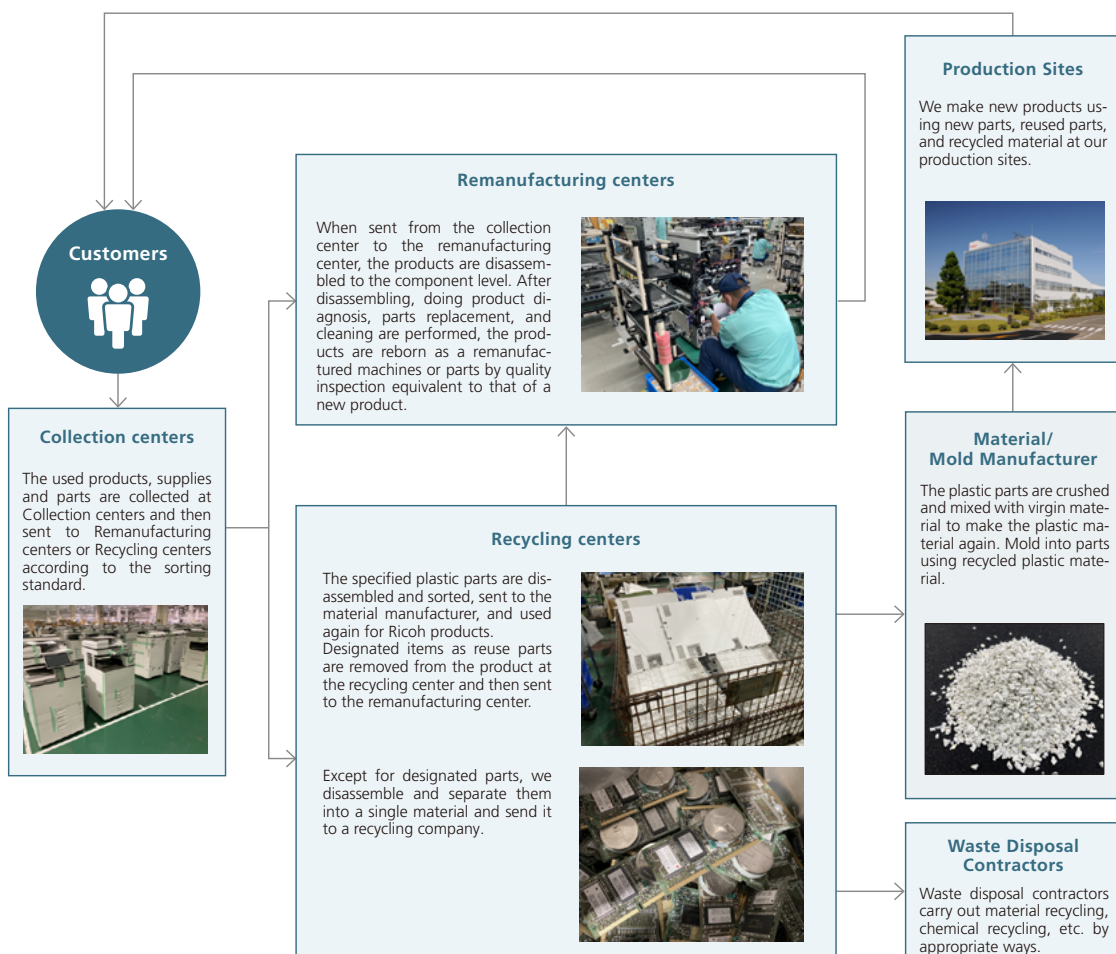 Production Sites
We make new products us-
ing new parts, reused parts,
and recycled material at our
production sites.
Remanufacturing centers
When sent from the collection
center to the remanufacturing
center, the products are disassem-
bled to the component level. After
disassembling, doing product di-
agnosis, parts replacement, and
cleaning are performed, the prod-
ucts are reborn as a remanufac-
tured machines or parts by quality
inspection equivalent to that of a
new product.
Customers
Collection centers
The used products, supplies
and parts are collected at
Collection centers and then
sent to Remanufacturing
centers or Recycling centers
according to the sorting
standard.
Recycling centers
The specified plastic parts are dis-
assembled and sorted, sent to the
material manufacturer, and used
again for Ricoh products.
Designated items as reuse parts
are removed from the product at
the recycling center and then sent
to the remanufacturing center.
Except for designated parts, we
disassemble and separate them
into a single material and send it
to a recycling company.
Material/
Mold Manufacturer
The plastic parts are crushed
and mixed with virgin mate-
rial to make the plastic ma-
terial again. Mold into parts
using recycled plastic mate-
rial.
Waste Disposal
Contractors
Waste disposal contractors
carry out material recycling,
chemical recycling, etc. by
appropriate ways.